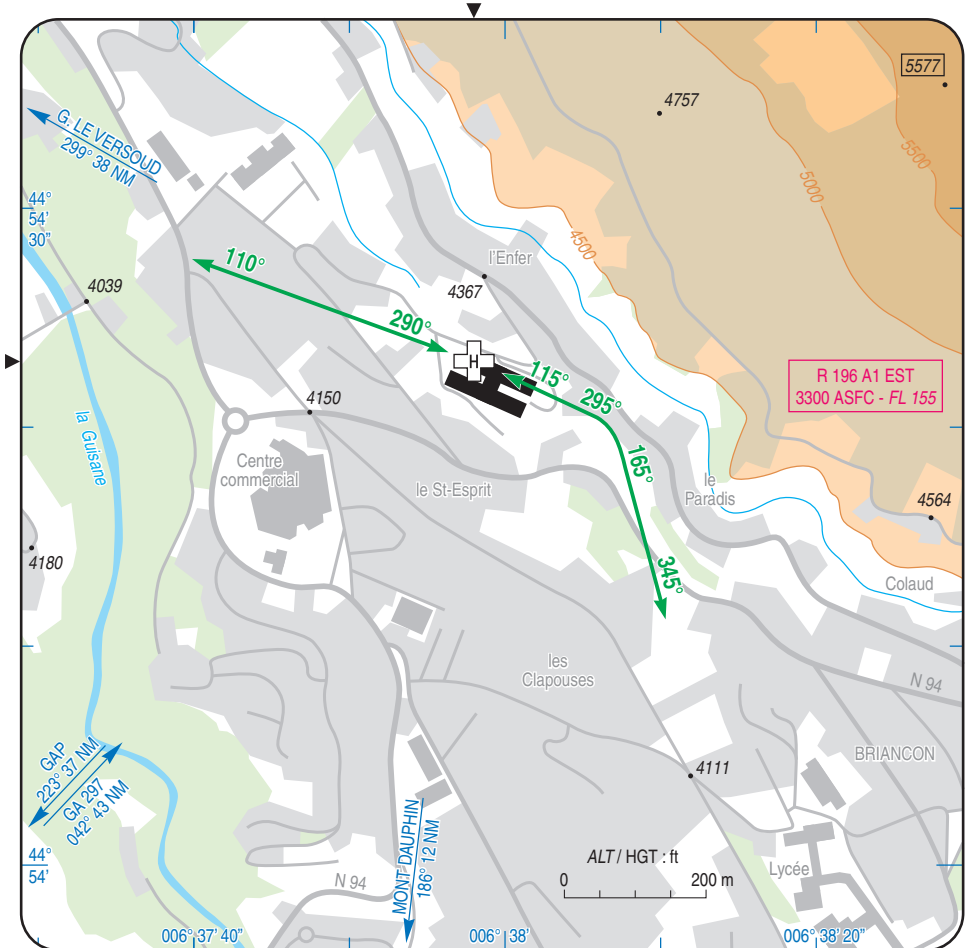 5577
4757
G. LE VERSOUD
299° 38 NM
5500
5000
44°
54'
30"
4500
l'Enfer
110°
4039
4367
290°
H
115°
R 196 A1 EST
3300 ASFC - FL 155
295°
4150
la Guisane
Centre
commercial
165°
le St-Esprit
le
Paradis
4564
4180
345°
Colaud
les
Clapouses
N 94
GAP
223° 37 NM
GA 297
042° 43 NM
BRIANCON
4111
MONT DAUPHIN
186° 12 NM
44°
54'
ALT / HGT : ft
0 200 m
Lycée
N 94
006° 37' 40"
006° 38'
006° 38' 20"